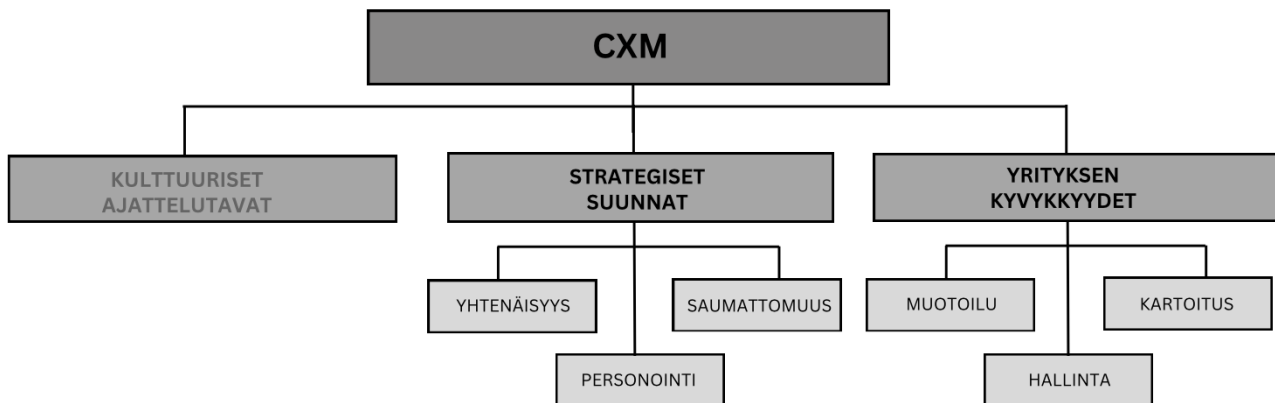 CXM
KULTTUURISET
AJATTELUTAVAT
STRATEGISET
SUUNNAT
YRITYKSEN
KYVYKKYYDET
YHTENÄISYYS
SAUMATTOMUUS
MUOTOILU
KARTOITUS
PERSONOINTI
HALLINTA